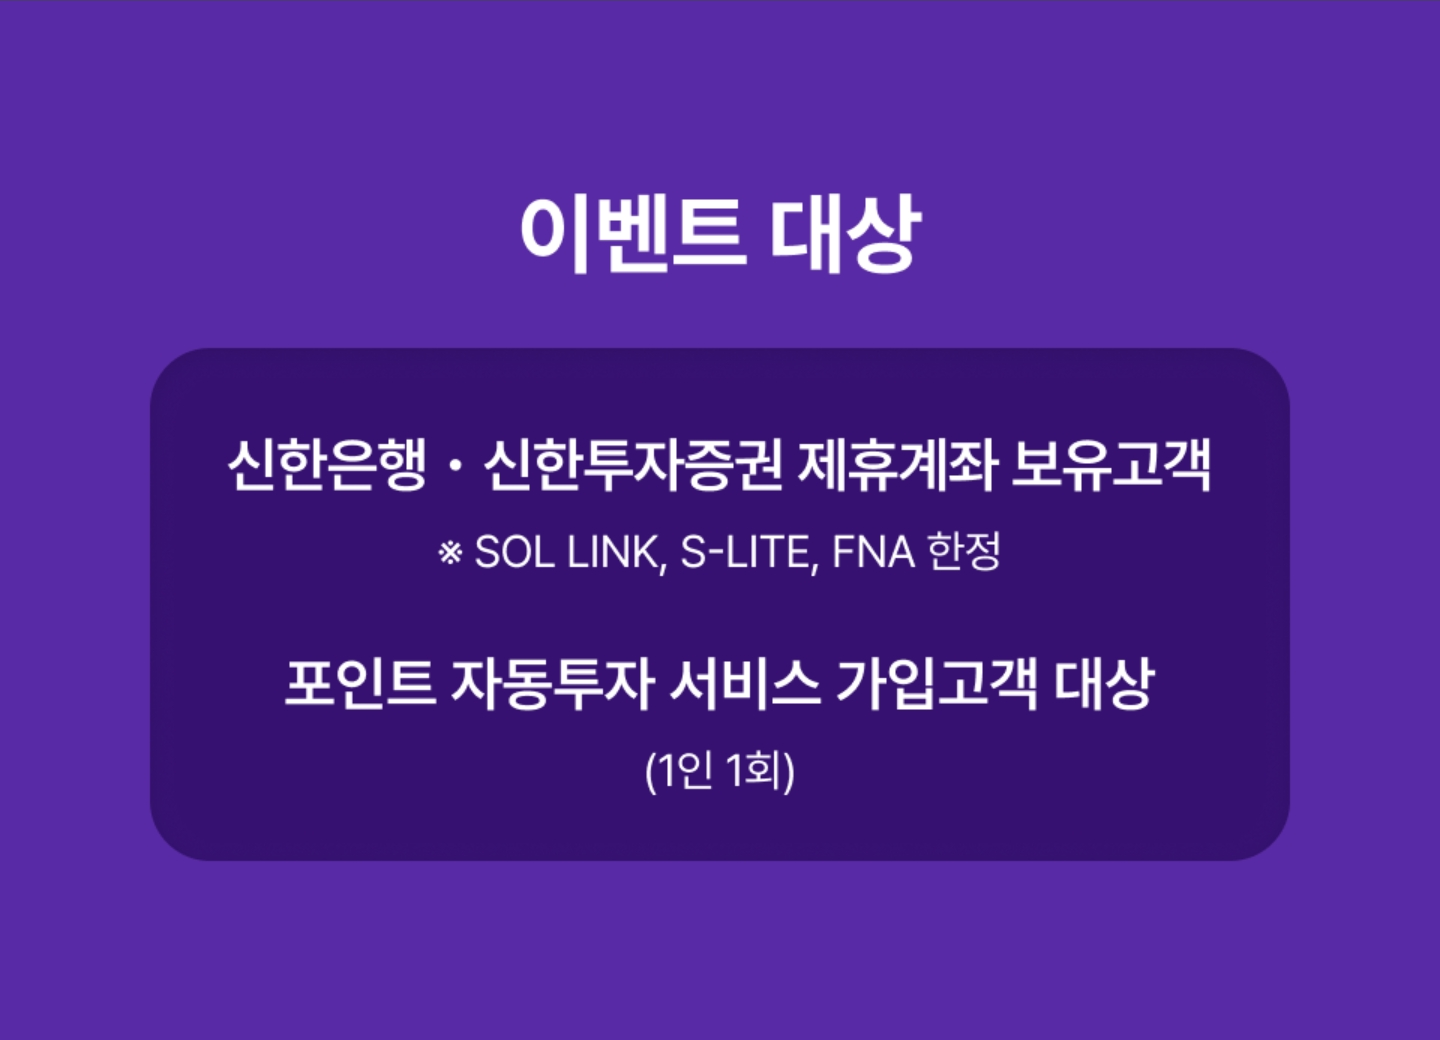 이벤트 대상
신한은행 · 신한투자증권 제휴계좌 보유고객
※ SOL LINK, S-LITE, FNA 한정
포인트 자동투자 서비스 가입고객 대상
(1인 1회)